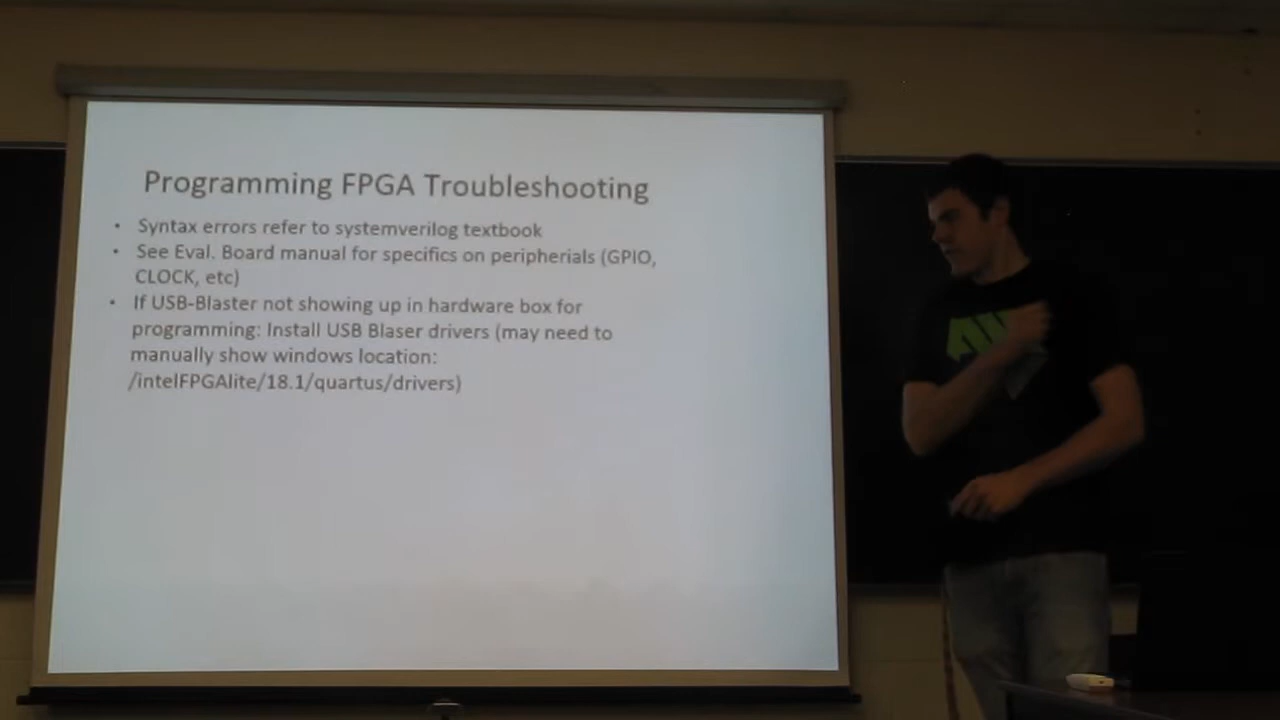 Programming FPGA Troubleshooting
• Syntax errors refer to systemverilog textbook
• See Eval. Board manual for specifics on peripherials (GPIO,
CLOCK, etc)
• If USB-Blaster not showing up in hardware box for
programming: Install USB Blaser drivers (may need to
manually show windows location:
/intelFPGAlite/18.1/quartus/drivers)